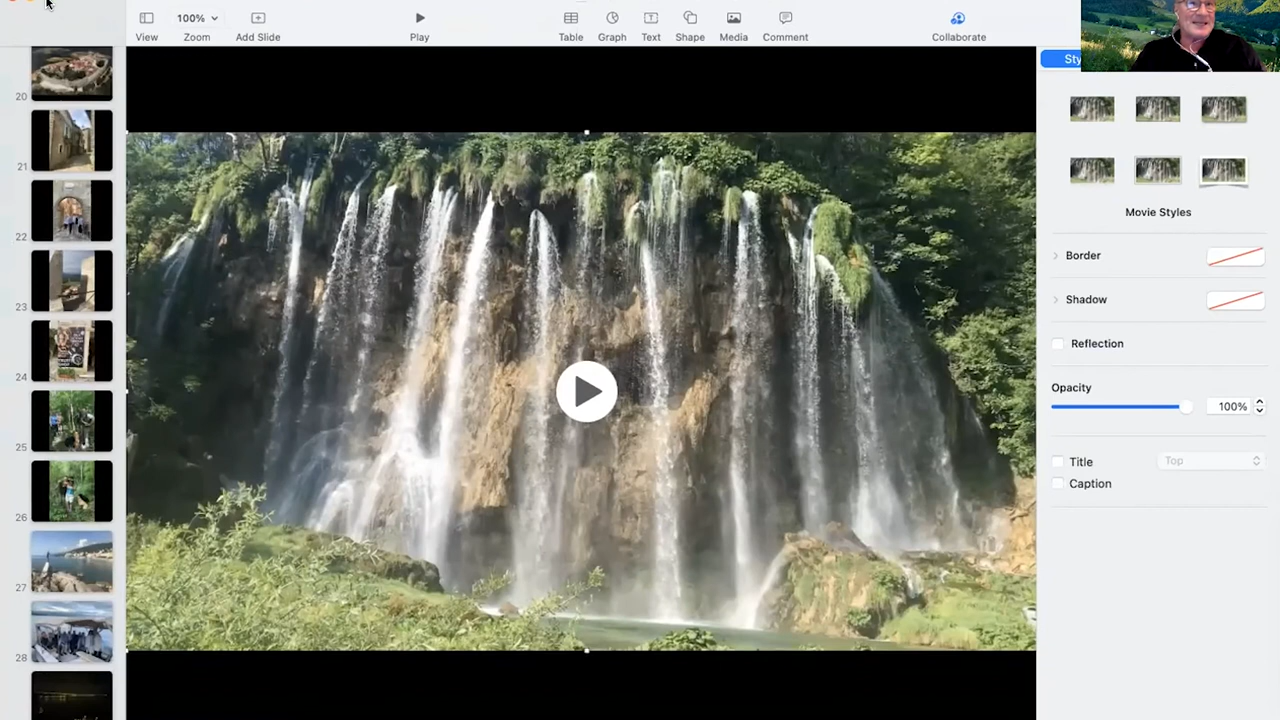 100%
View
Zoom
Add Slide
Play
Table
Graph
Text
Shape
Media
Comment
Collaborate
Sty
20
21
22
23
24
25
26
27
28
Movie Styles
Border
Shadow
Reflection
Opacity
100%
Title
Top
Caption